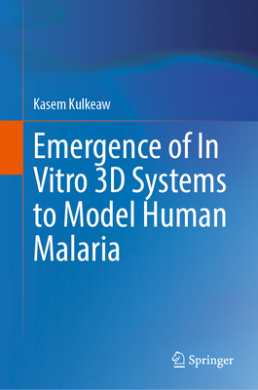 Kasem Kulkeaw
Emergence of In
Vitro 3D Systems
to Model Human
Malaria
Springer